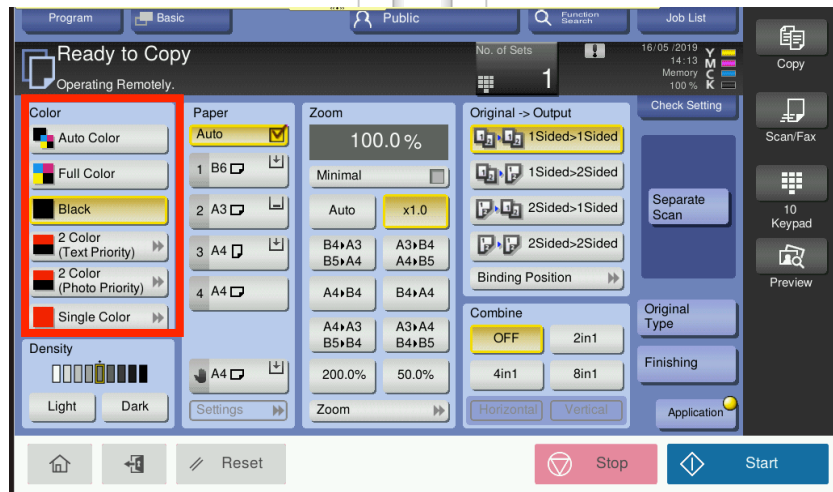 Program
Basic
Public
Function
Search
Job List
Ready to Copy
Operating Remotely.
No. of Sets
1
16/05 /2019
14:13
Memory
100 %
Y
M
C
K
Copy
Scan/Fax
10
Keypad
Preview
Color
Auto Color
Full Color
Black
2 Color
(Text Priority)
2 Color
(Photo Priority)
Single Color
Density
Light
Dark
Paper
Auto
1 B6
2 A3
3 A4
4 A4
A4
Settings
Zoom
100.0%
Minimal
Auto
x1.0
B4▸A3
B5▸A4
A3▸B4
A4▸B5
A4▸B4
B4▸A4
A4▸A3
B5▸B4
A3▸A4
B4▸B5
200.0%
50.0%
Zoom
Original -> Output
1Sided>1Sided
1Sided>2Sided
2Sided>1Sided
2Sided>2Sided
Binding Position
Combine
OFF
2in1
4in1
8in1
Horizontal
Vertical
Check Setting
Separate
Scan
Original
Type
Finishing
Application
Reset
Stop
Start